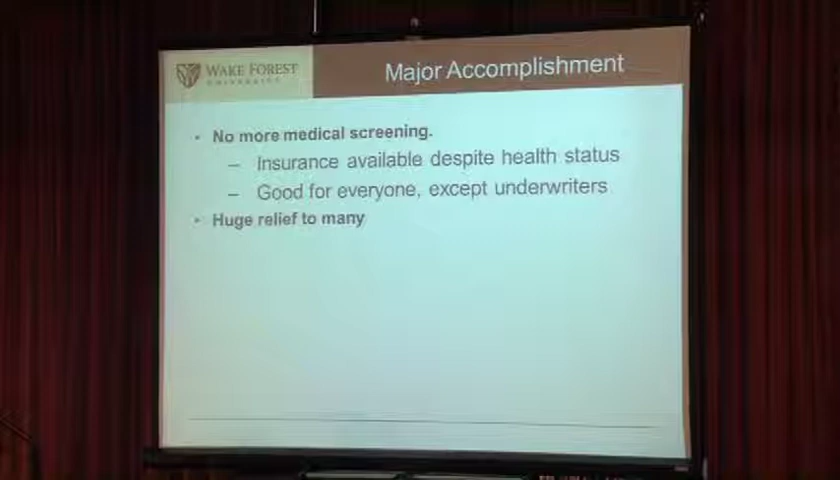 WAKE FOREST
UNIVERSITY
Major Accomplishment
• No more medical screening.
– Insurance available despite health status
– Good for everyone, except underwriters
• Huge relief to many